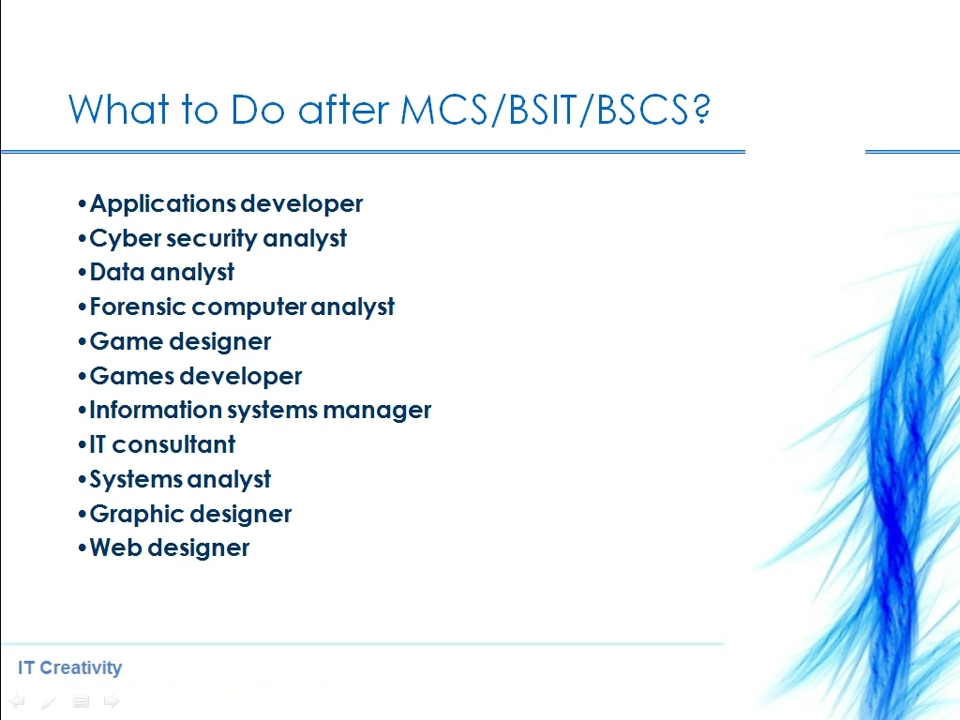 What to Do after MCS/BSIT/BSCS?
•Applications developer
•Cyber security analyst
•Data analyst
•Forensic computer analyst
•Game designer
•Games developer
•Information systems manager
•IT consultant
•Systems analyst
•Graphic designer
•Web designer
IT Creativity